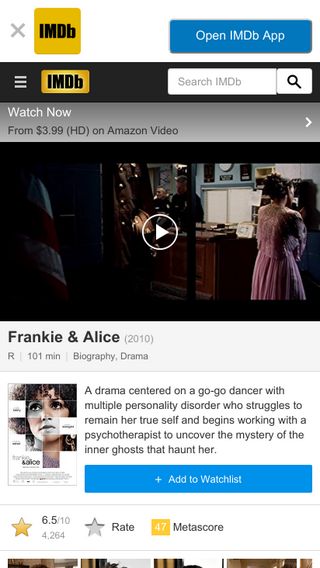 IMDb
Open IMDb App
IMDb
Search IMDb
Watch Now
From $3.99 (HD) on Amazon Video
Frankie & Alice (2010)
R | 101 min | Biography, Drama
A drama centered on a go-go dancer with
multiple personality disorder who struggles to
remain her true self and begins working with a
psychotherapist to uncover the mystery of the
inner ghosts that haunt her.
frankie
&alice
+ Add to Watchlist
6.5/10
4,264
Rate
47 Metascore